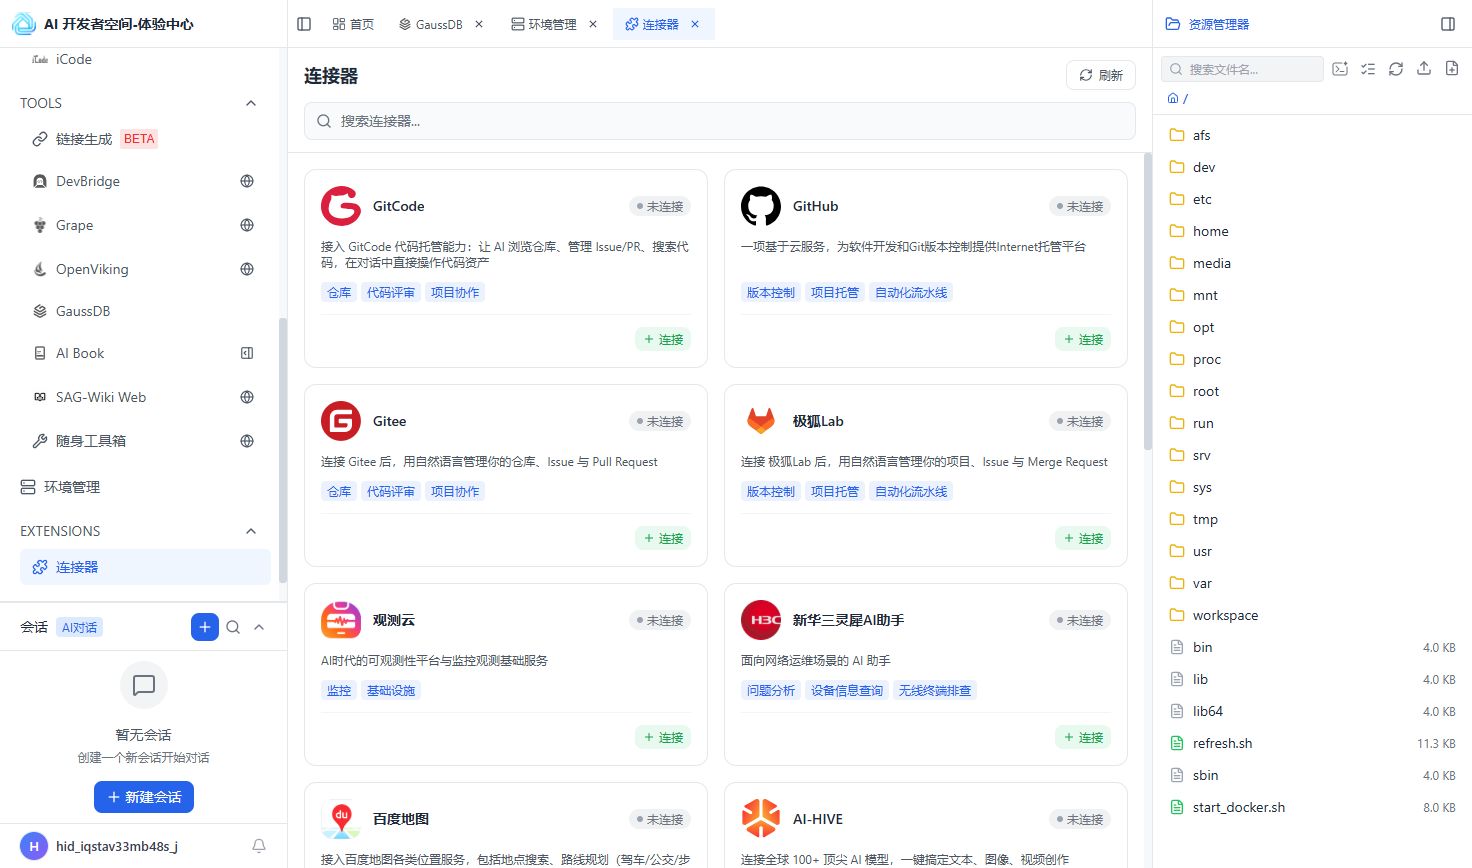 AI 开发者空间-体验中心
iCode
iCode
TOOLS
链接生成 BETA
DevBridge
Grape
OpenViking
GaussDB
AI Book
SAG-Wiki Web
随身工具箱
环境管理
EXTENSIONS
连接器
会话 AI对话
暂无会话
创建一个新会话开始对话
新建会话
H hid_iqstav33mb48s_j
首页 GaussDB 环境管理 连接器
连接器
刷新
搜索连接器...
GitCode 未连接
接入 GitCode 代码托管能力：让 AI 浏览仓库、管理 Issue/PR、搜索代
码，在对话中直接操作代码资产
仓库 代码评审 项目协作
连接
GitHub 未连接
一项基于云服务，为软件开发和Git版本控制提供Internet托管平台
版本控制 项目托管 自动化流水线
连接
Gitee 未连接
连接 Gitee 后，用自然语言管理你的仓库、Issue 与 Pull Request
仓库 代码评审 项目协作
连接
极狐Lab 未连接
连接 极狐Lab 后，用自然语言管理你的项目、Issue 与 Merge Request
版本控制 项目托管 自动化流水线
连接
观测云 未连接
AI时代的可观测性平台与监控观测基础服务
监控 基础设施
连接
H3C
新华三灵犀AI助手 未连接
面向网络运维场景的 AI 助手
问题分析 设备信息查询 无线终端排查
连接
du
百度地图 未连接
接入百度地图各类位置服务，包括地点搜索、路线规划（驾车/公交/步
AI-HIVE 未连接
连接全球 100+ 顶尖 AI 模型，一键搞定文本、图像、视频创作
资源管理器
搜索文件名...
/
afs
dev
etc
home
media
mnt
opt
proc
root
run
srv
sys
tmp
usr
var
workspace
bin 4.0 KB
lib 4.0 KB
lib64 4.0 KB
refresh.sh 11.3 KB
sbin 4.0 KB
start_docker.sh 8.0 KB